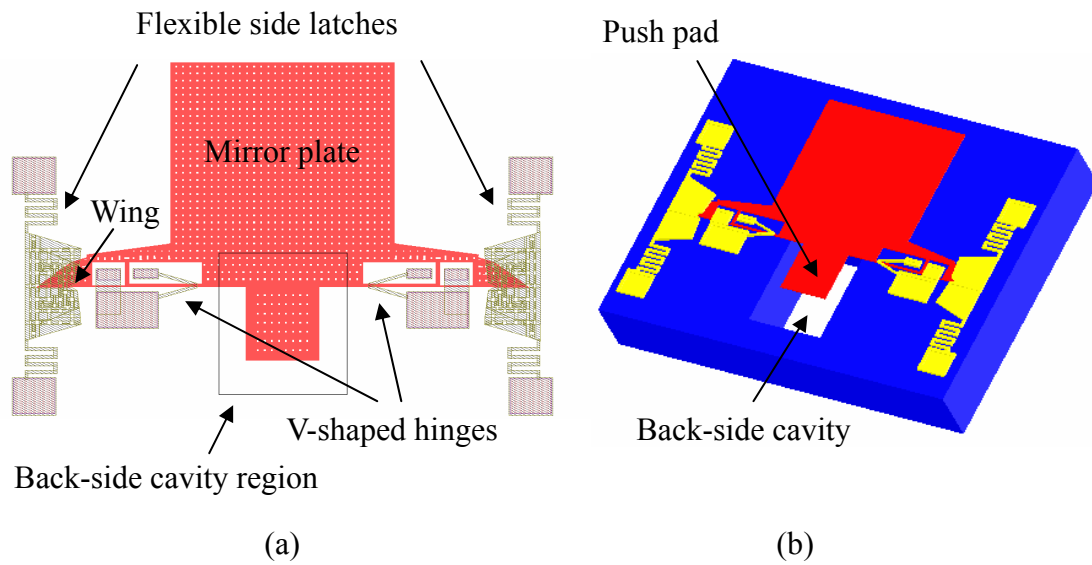 Flexible side latches
Mirror plate
Wing
V-shaped hinges
Back-side cavity region
(a)
Push pad
Back-side cavity
(b)